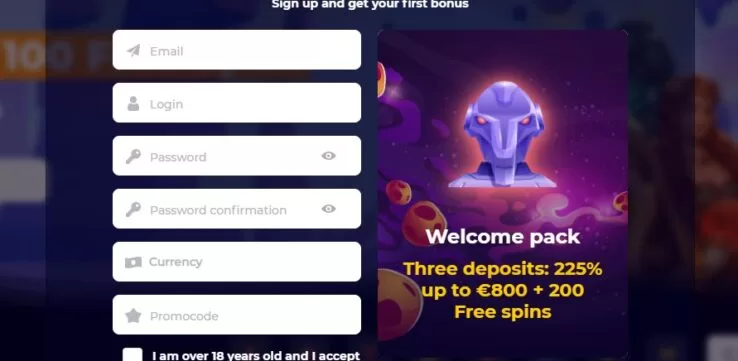 Sign up and get your first bonus
Email
Login
Password
Password confirmation
Currency
Promocode
I am over 18 years old and I accept
Welcome pack
Three deposits: 225%
up to €800 + 200
Free spins
100 F